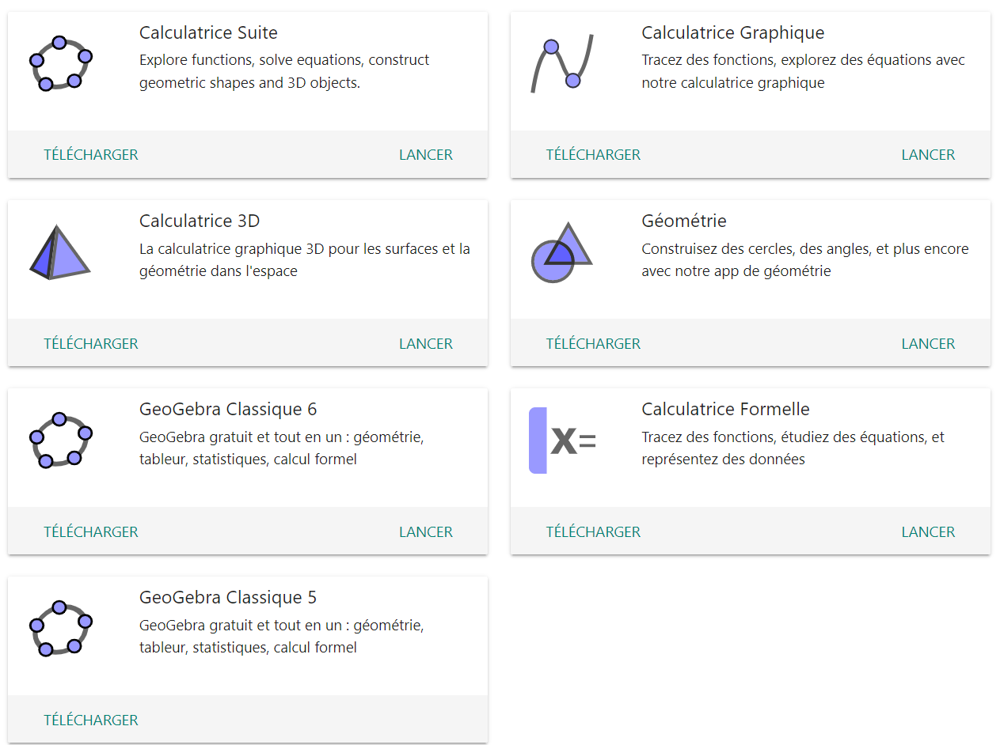 Calculatrice Suite
Explore functions, solve equations, construct
geometric shapes and 3D objects.
TÉLÉCHARGER
LANCER
Calculatrice Graphique
Tracez des fonctions, explorez des équations avec
notre calculatrice graphique
TÉLÉCHARGER
LANCER
Calculatrice 3D
La calculatrice graphique 3D pour les surfaces et la
géométrie dans l'espace
TÉLÉCHARGER
LANCER
Géométrie
Construisez des cercles, des angles, et plus encore
avec notre app de géométrie
TÉLÉCHARGER
LANCER
GeoGebra Classique 6
GeoGebra gratuit et tout en un : géométrie,
tableur, statistiques, calcul formel
TÉLÉCHARGER
LANCER
x=
Calculatrice Formelle
Tracez des fonctions, étudiez des équations, et
représentez des données
TÉLÉCHARGER
LANCER
GeoGebra Classique 5
GeoGebra gratuit et tout en un : géométrie,
tableur, statistiques, calcul formel
TÉLÉCHARGER